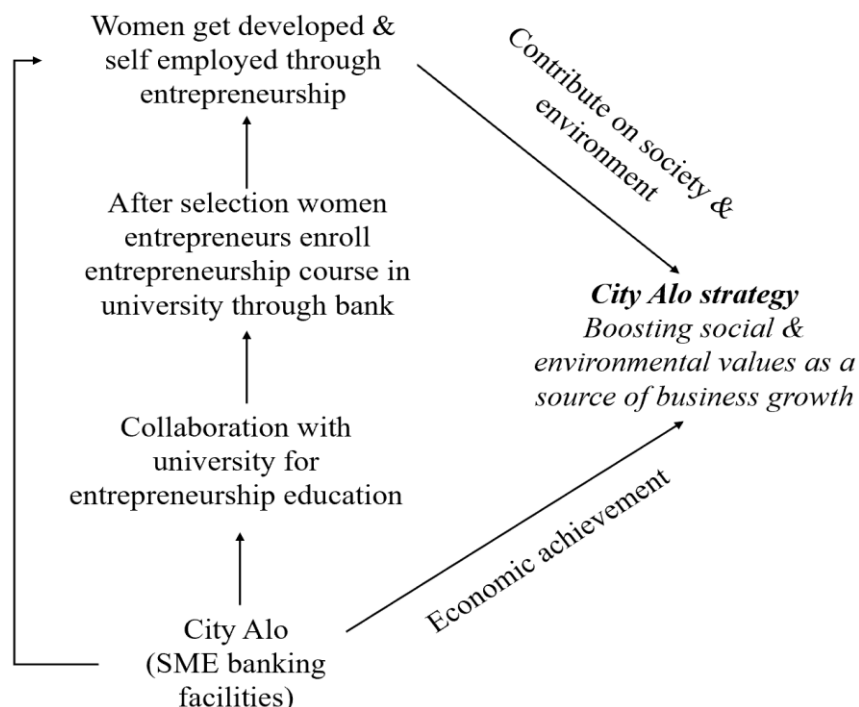 Women get developed &
self employed through
entrepreneurship
Contribute on society &
environment
After selection women
entrepreneurs enroll
entrepreneurship course in
university through bank
City Alo strategy
Boosting social &
environmental values as a
source of business growth
Collaboration with
university for
entrepreneurship education
Economic achievement
City Alo
(SME banking
facilities)